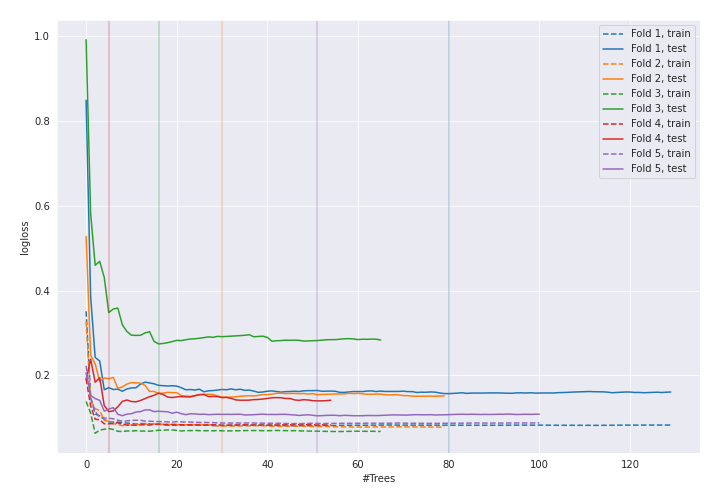 1.0
0.8
0.6
0.4
0.2
logloss
0 20 40 60 80 100 120
#Trees
Fold 1, train
Fold 1, test
Fold 2, train
Fold 2, test
Fold 3, train
Fold 3, test
Fold 4, train
Fold 4, test
Fold 5, train
Fold 5, test